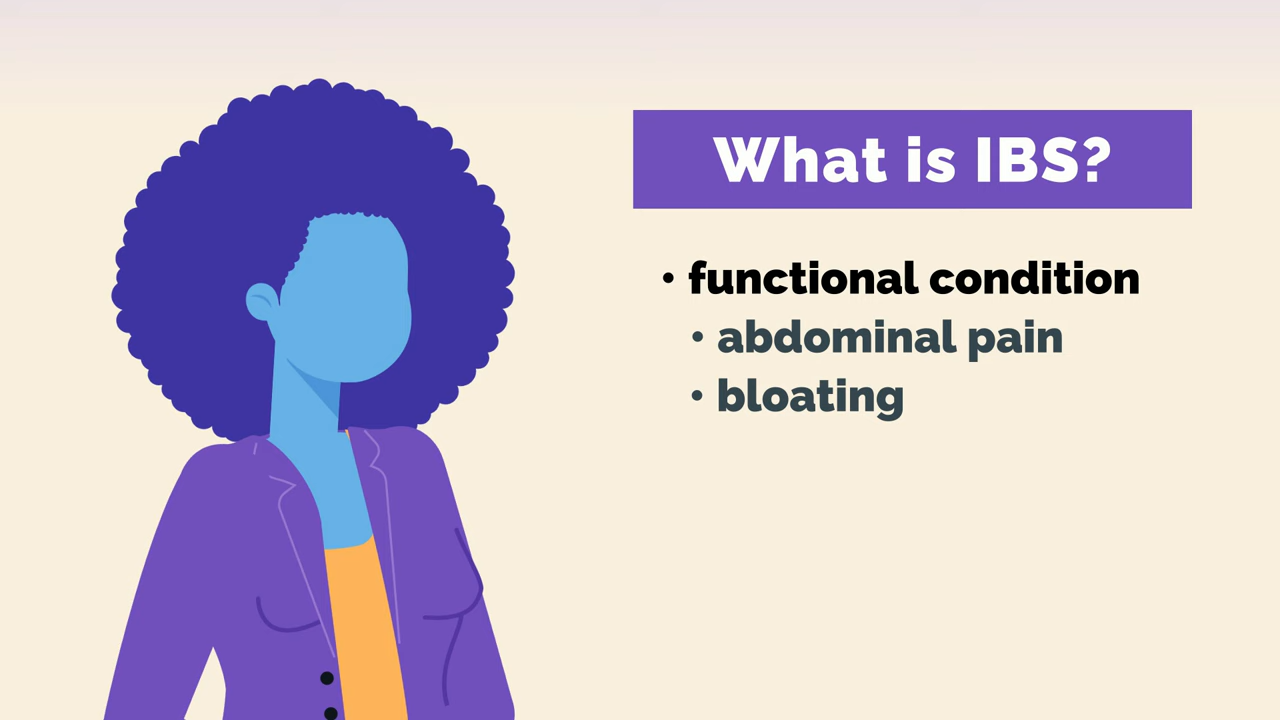 What is IBS?
• functional condition
• abdominal pain
• bloating